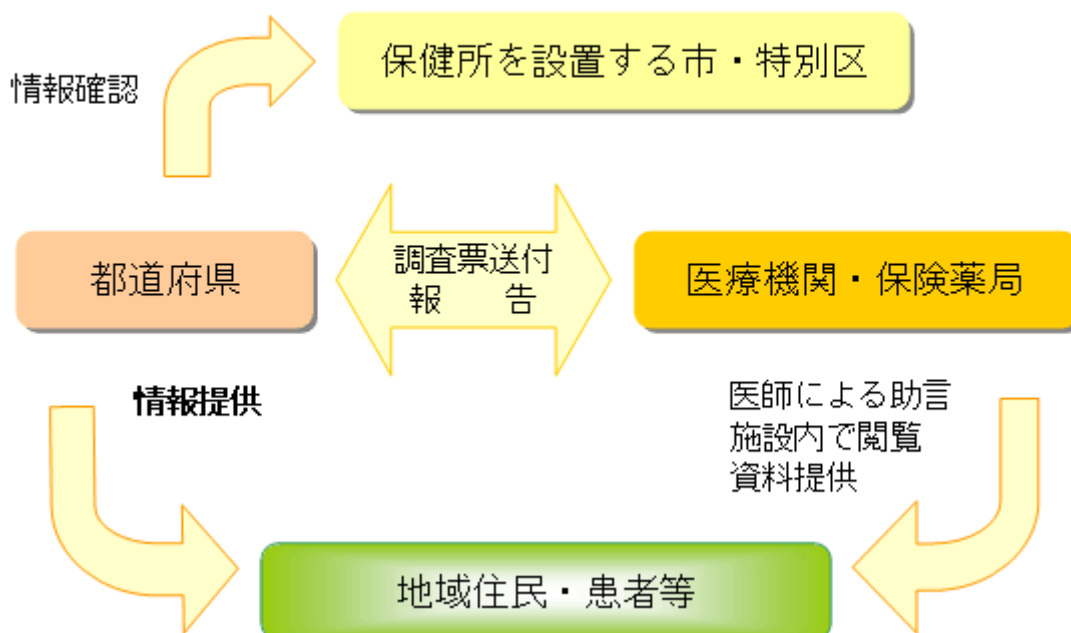 保健所を設置する市・特別区
情報確認
都道府県
調査票送付
報　　告
医療機関・保険薬局
情報提供
医師による助言
施設内で閲覧
資料提供
地域住民・患者等